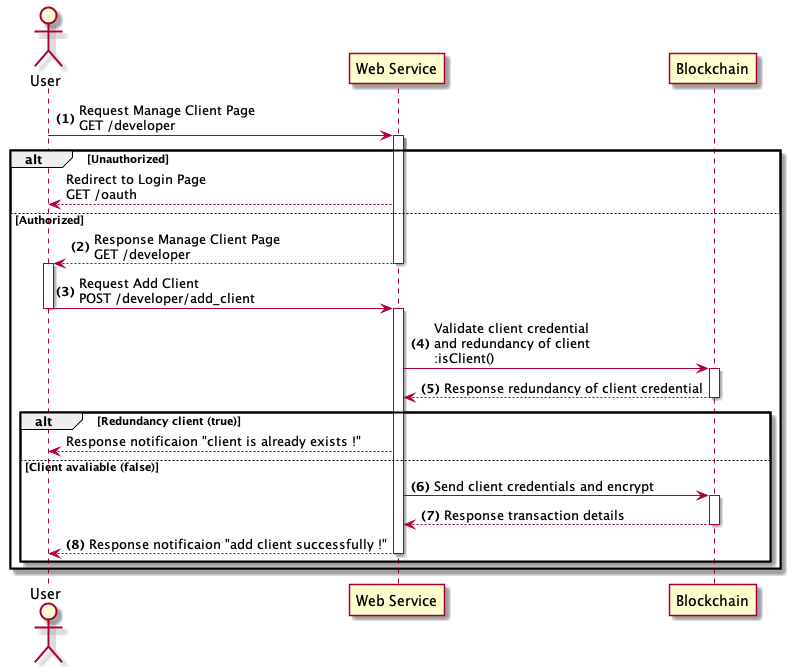 User
Web Service
Blockchain
(1) Request Manage Client Page
GET /developer
alt [Unauthorized]
Redirect to Login Page
GET /oauth
[Authorized]
(2) Response Manage Client Page
GET /developer
(3) Request Add Client
POST /developer/add_client
(4) Validate client credential
and redundancy of client
:isClient()
(5) Response redundancy of client credential
alt [Redundancy client (true)]
Response notificaion "client is already exists !"
[Client avaliable (false)]
(6) Send client credentials and encrypt
(7) Response transaction details
(8) Response notificaion "add client successfully !"
User
Web Service
Blockchain